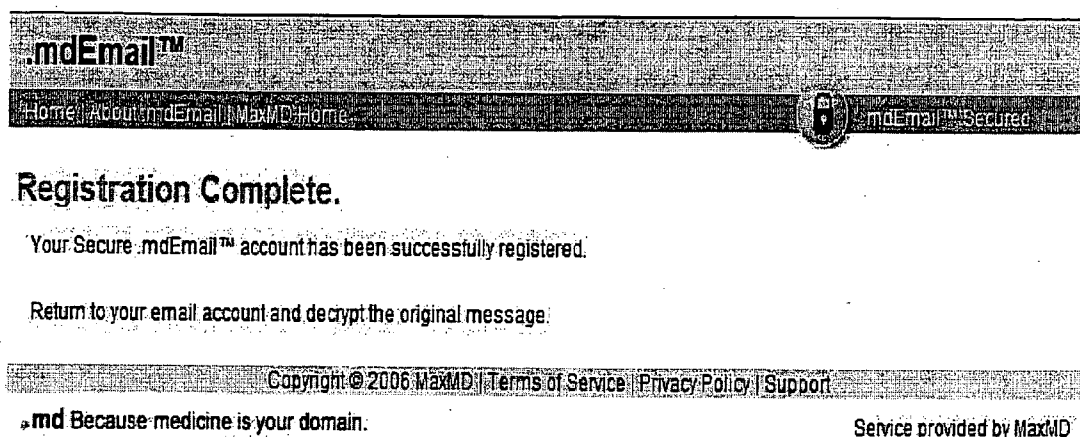 .mdEmail™
Home | About mdEmail | MaxMD Home
mdEmail™ Secured
Registration Complete.
Your Secure .mdEmail™ account has been successfully registered.
Return to your email account and decrypt the original message.
Copyright © 2006 MaxMD | Terms of Service | Privacy Policy | Support
.md Because medicine is your domain.
Service provided by MaxMD